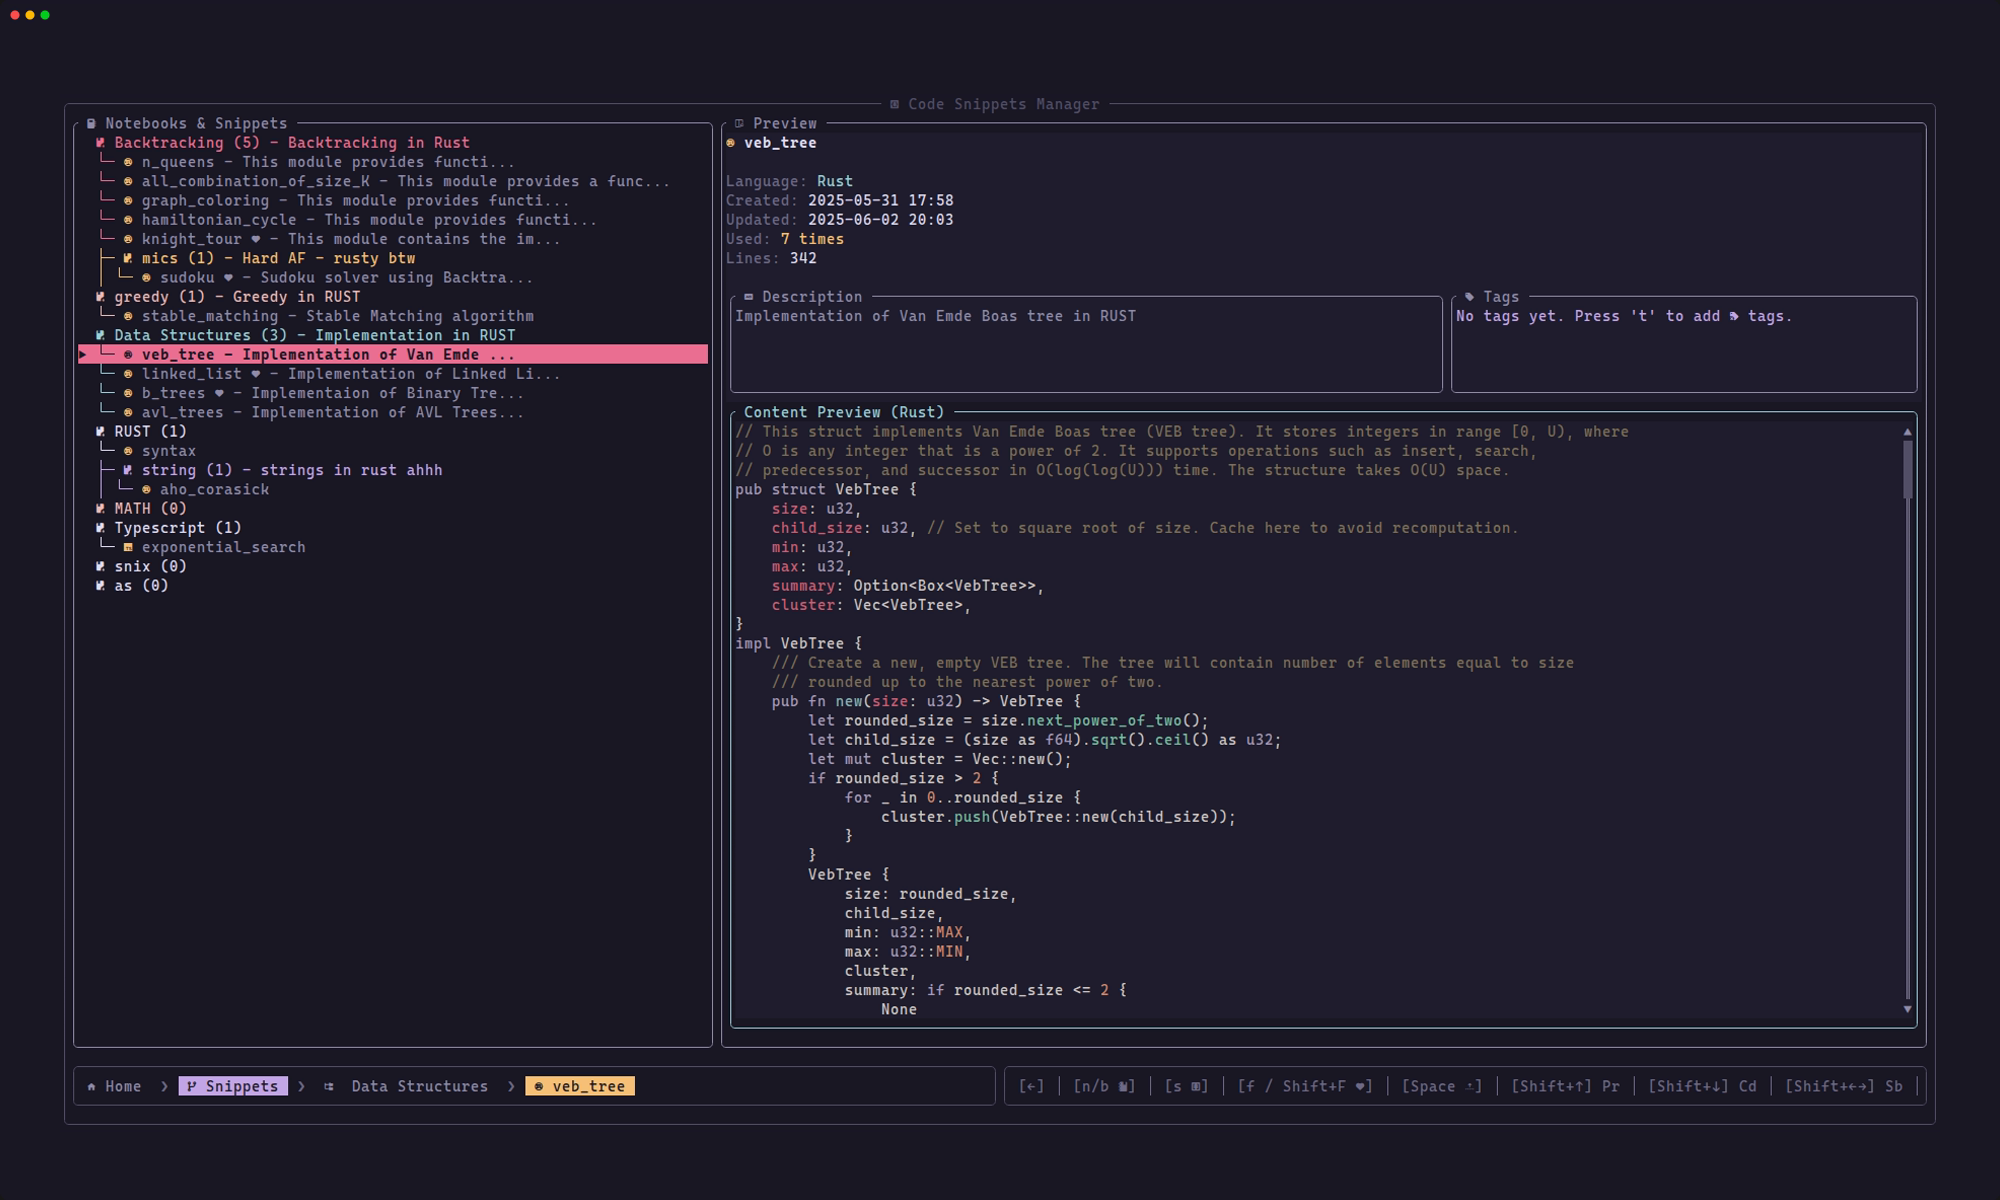 Code Snippets Manager
Notebooks & Snippets
Backtracking (5) - Backtracking in Rust
n_queens - This module provides functi...
all_combination_of_size_K - This module provides a func...
graph_coloring - This module provides functi...
hamiltonian_cycle - This module provides functi...
knight_tour ♥ - This module contains the im...
mics (1) - Hard AF - rusty btw
sudoku ♥ - Sudoku solver using Backtra...
greedy (1) - Greedy in RUST
stable_matching - Stable Matching algorithm
Data Structures (3) - Implementation in RUST
veb_tree - Implementation of Van Emde ...
linked_list ♥ - Implementaion of Linked Li...
b_trees ♥ - Implementaion of Binary Tre...
avl_trees - Implementation of AVL Trees...
RUST (1)
syntax
string (1) - strings in rust ahhh
aho_corasick
MATH (0)
Typescript (1)
exponential_search
snix (0)
as (0)
Preview
veb_tree
Language: Rust
Created: 2025-05-31 17:58
Updated: 2025-06-02 20:03
Used: 7 times
Lines: 342
Description
Implementation of Van Emde Boas tree in RUST
Tags
No tags yet. Press 't' to add tags.
Content Preview (Rust)
// This struct implements Van Emde Boas tree (VEB tree). It stores integers in range [0, U), where
// O is any integer that is a power of 2. It supports operations such as insert, search,
// predecessor, and successor in O(log(log(U))) time. The structure takes O(U) space.
pub struct VebTree {
    size: u32,
    child_size: u32, // Set to square root of size. Cache here to avoid recomputation.
    min: u32,
    max: u32,
    summary: Option<Box<VebTree>>,
    cluster: Vec<VebTree>,
}
impl VebTree {
    /// Create a new, empty VEB tree. The tree will contain number of elements equal to size
    /// rounded up to the nearest power of two.
    pub fn new(size: u32) -> VebTree {
        let rounded_size = size.next_power_of_two();
        let child_size = (size as f64).sqrt().ceil() as u32;
        let mut cluster = Vec::new();
        if rounded_size > 2 {
            for _ in 0..rounded_size {
                cluster.push(VebTree::new(child_size));
            }
        }
        VebTree {
            size: rounded_size,
            child_size,
            min: u32::MAX,
            max: u32::MIN,
            cluster,
            summary: if rounded_size <= 2 {
                None
Home > Snippets > Data Structures > veb_tree
[←] | [n/b] | [s] | [f / Shift+F ♥] | [Space] | [Shift+↑] Pr | [Shift+↓] Cd | [Shift+←→] Sb |